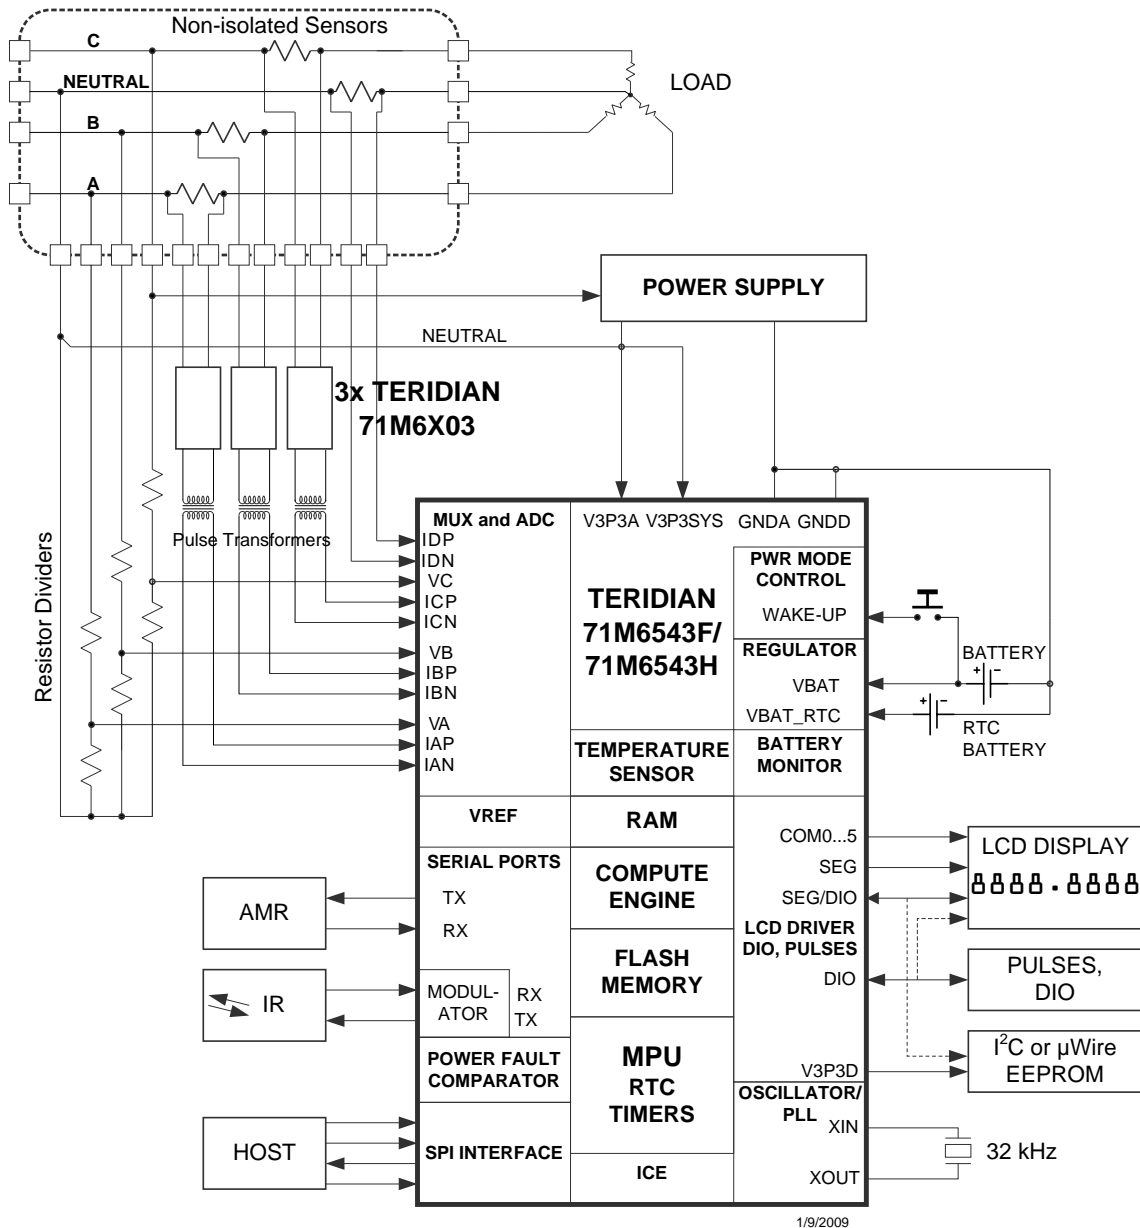 Non-isolated Sensors
C
NEUTRAL
B
A
LOAD
POWER SUPPLY
NEUTRAL
3x TERIDIAN
71M6X03
Pulse Transformers
Resistor Dividers
MUX and ADC
IDP
IDN
VC
ICP
ICN
VB
IBP
IBN
VA
IAP
IAN
V3P3A V3P3SYS GNDA GNDD
TERIDIAN
71M6543F/
71M6543H
PWR MODE
CONTROL
WAKE-UP
REGULATOR
VBAT
VBAT_RTC
BATTERY
+ −
+ −
RTC
BATTERY
TEMPERATURE
SENSOR
BATTERY
MONITOR
VREF
RAM
SERIAL PORTS
TX
RX
COMPUTE
ENGINE
COM0...5
SEG
SEG/DIO
LCD DRIVER
DIO, PULSES
DIO
V3P3D
LCD DISPLAY
PULSES,
DIO
I²C or µWire
EEPROM
AMR
IR
MODUL-
ATOR
RX
TX
FLASH
MEMORY
POWER FAULT
COMPARATOR
MPU
RTC
TIMERS
OSCILLATOR/
PLL
XIN
XOUT
32 kHz
HOST
SPI INTERFACE
ICE
1/9/2009